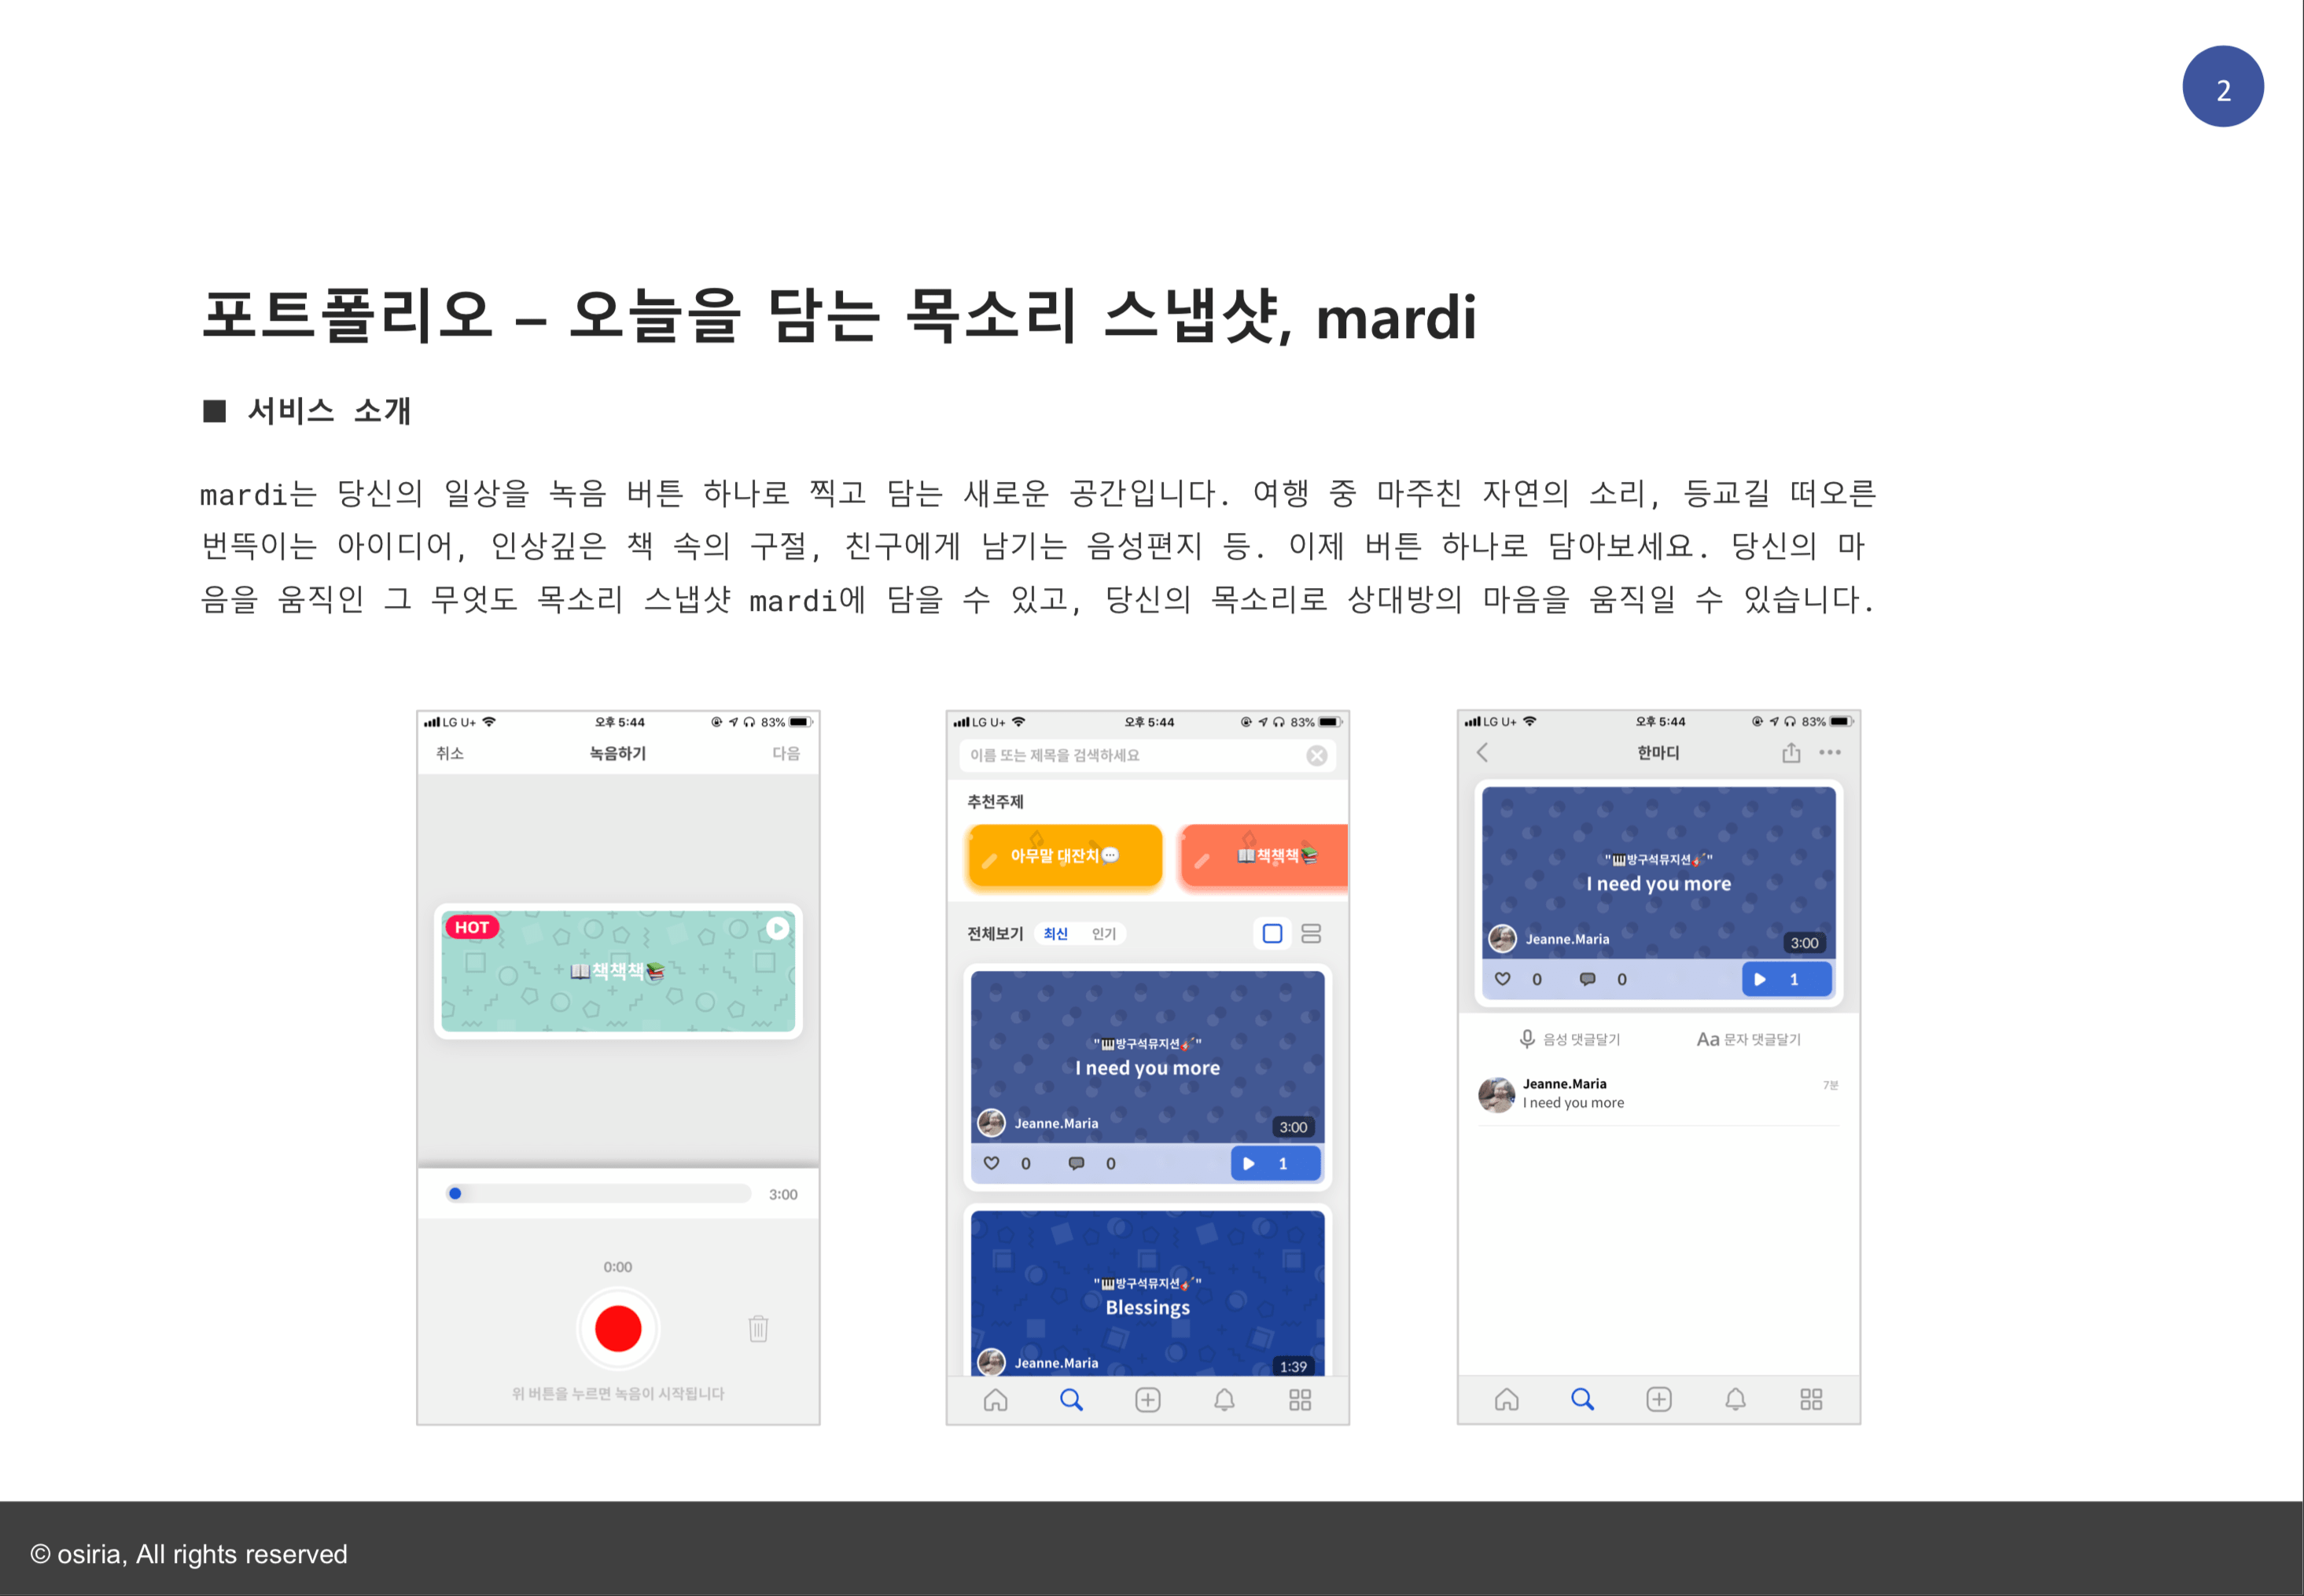 2
포트폴리오 – 오늘을 담는 목소리 스냅샷, mardi
■ 서비스 소개
mardi는 당신의 일상을 녹음 버튼 하나로 찍고 담는 새로운 공간입니다. 여행 중 마주친 자연의 소리, 등교길 떠오른
번뜩이는 아이디어, 인상깊은 책 속의 구절, 친구에게 남기는 음성편지 등. 이제 버튼 하나로 담아보세요. 당신의 마
음을 움직인 그 무엇도 목소리 스냅샷 mardi에 담을 수 있고, 당신의 목소리로 상대방의 마음을 움직일 수 있습니다.
LG U+ 오후 5:44 83%
취소 녹음하기 다음
HOT
📖책책책📚
3:00
0:00
위 버튼을 누르면 녹음이 시작됩니다
LG U+ 오후 5:44 83%
이름 또는 제목을 검색하세요
추천주제
아무말 대잔치💬 📖책책책📚
전체보기 최신 인기
"🎹방구석뮤지션🎸"
I need you more
Jeanne.Maria 3:00
0 0 1
"🎹방구석뮤지션🎸"
Blessings
Jeanne.Maria 1:39
LG U+ 오후 5:44 83%
한마디
"🎹방구석뮤지션🎸"
I need you more
Jeanne.Maria 3:00
0 0 1
음성 댓글달기 Aa 문자 댓글달기
Jeanne.Maria 7분
I need you more
© osiria, All rights reserved